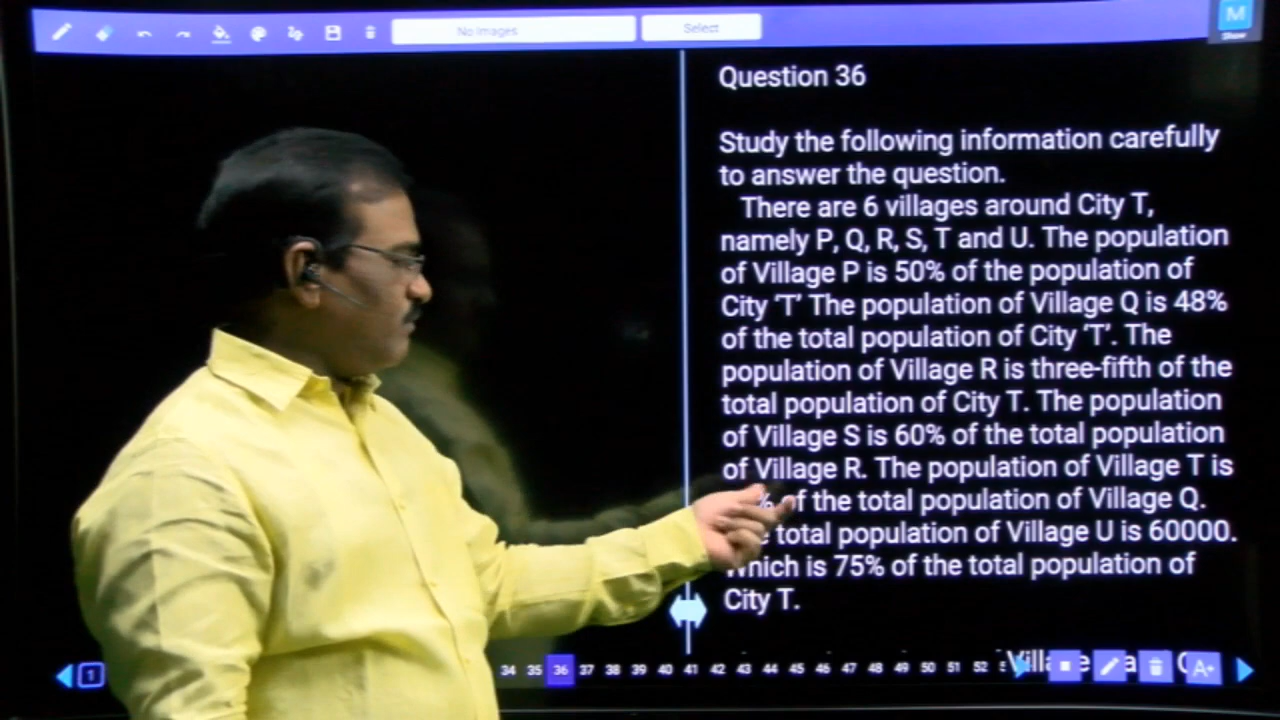 No Images
Select
M
Show
Question 36
Study the following information carefully
to answer the question.
There are 6 villages around City T,
namely P, Q, R, S, T and U. The population
of Village P is 50% of the population of
City 'T' The population of Village Q is 48%
of the total population of City 'T'. The
population of Village R is three-fifth of the
total population of City T. The population
of Village S is 60% of the total population
of Village R. The population of Village T is
% of the total population of Village Q.
total population of Village U is 60000.
Which is 75% of the total population of
City T.
1 34 35 36 37 38 39 40 41 42 43 44 45 46 47 48 49 50 51 52
A+